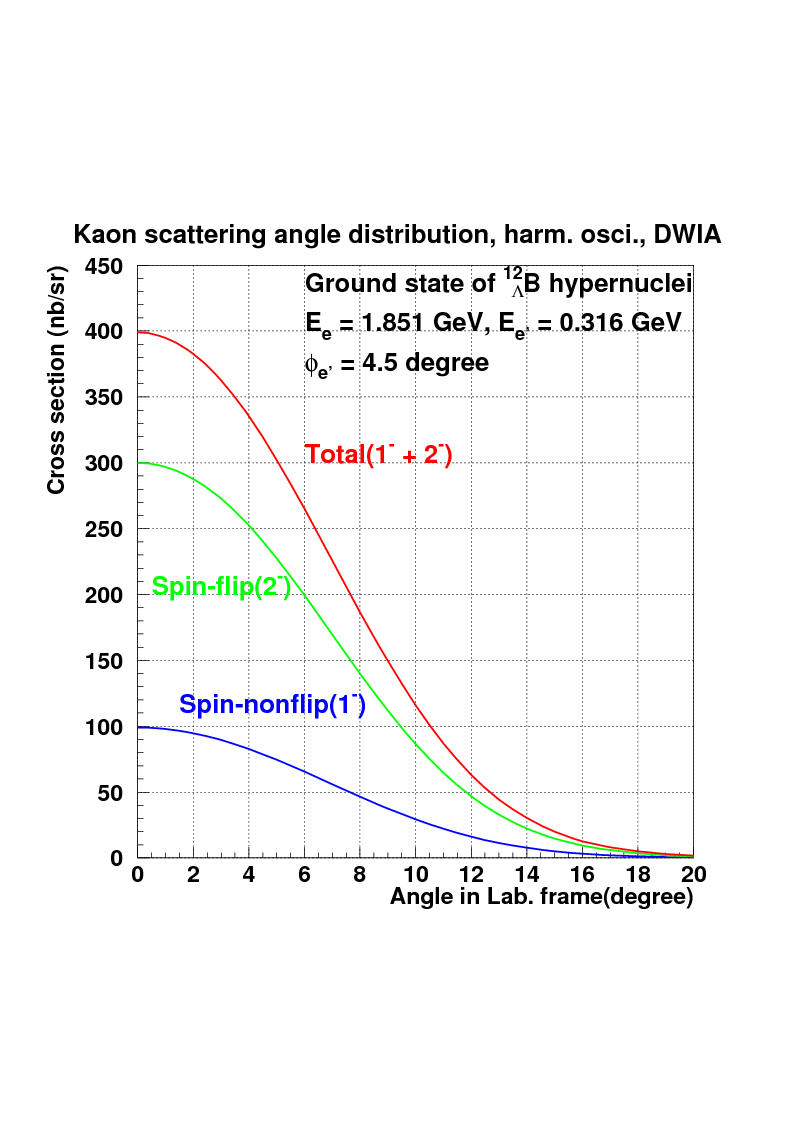 Kaon scattering angle distribution, harm. osci., DWIA
Cross section (nb/sr)
450
400
350
300
250
200
150
100
50
0
Ground state of ¹²ΛB hypernuclei
Ee = 1.851 GeV, Ee' = 0.316 GeV
ϕe' = 4.5 degree
Total(1⁻ + 2⁻)
Spin-flip(2⁻)
Spin-nonflip(1⁻)
0 2 4 6 8 10 12 14 16 18 20
Angle in Lab. frame(degree)